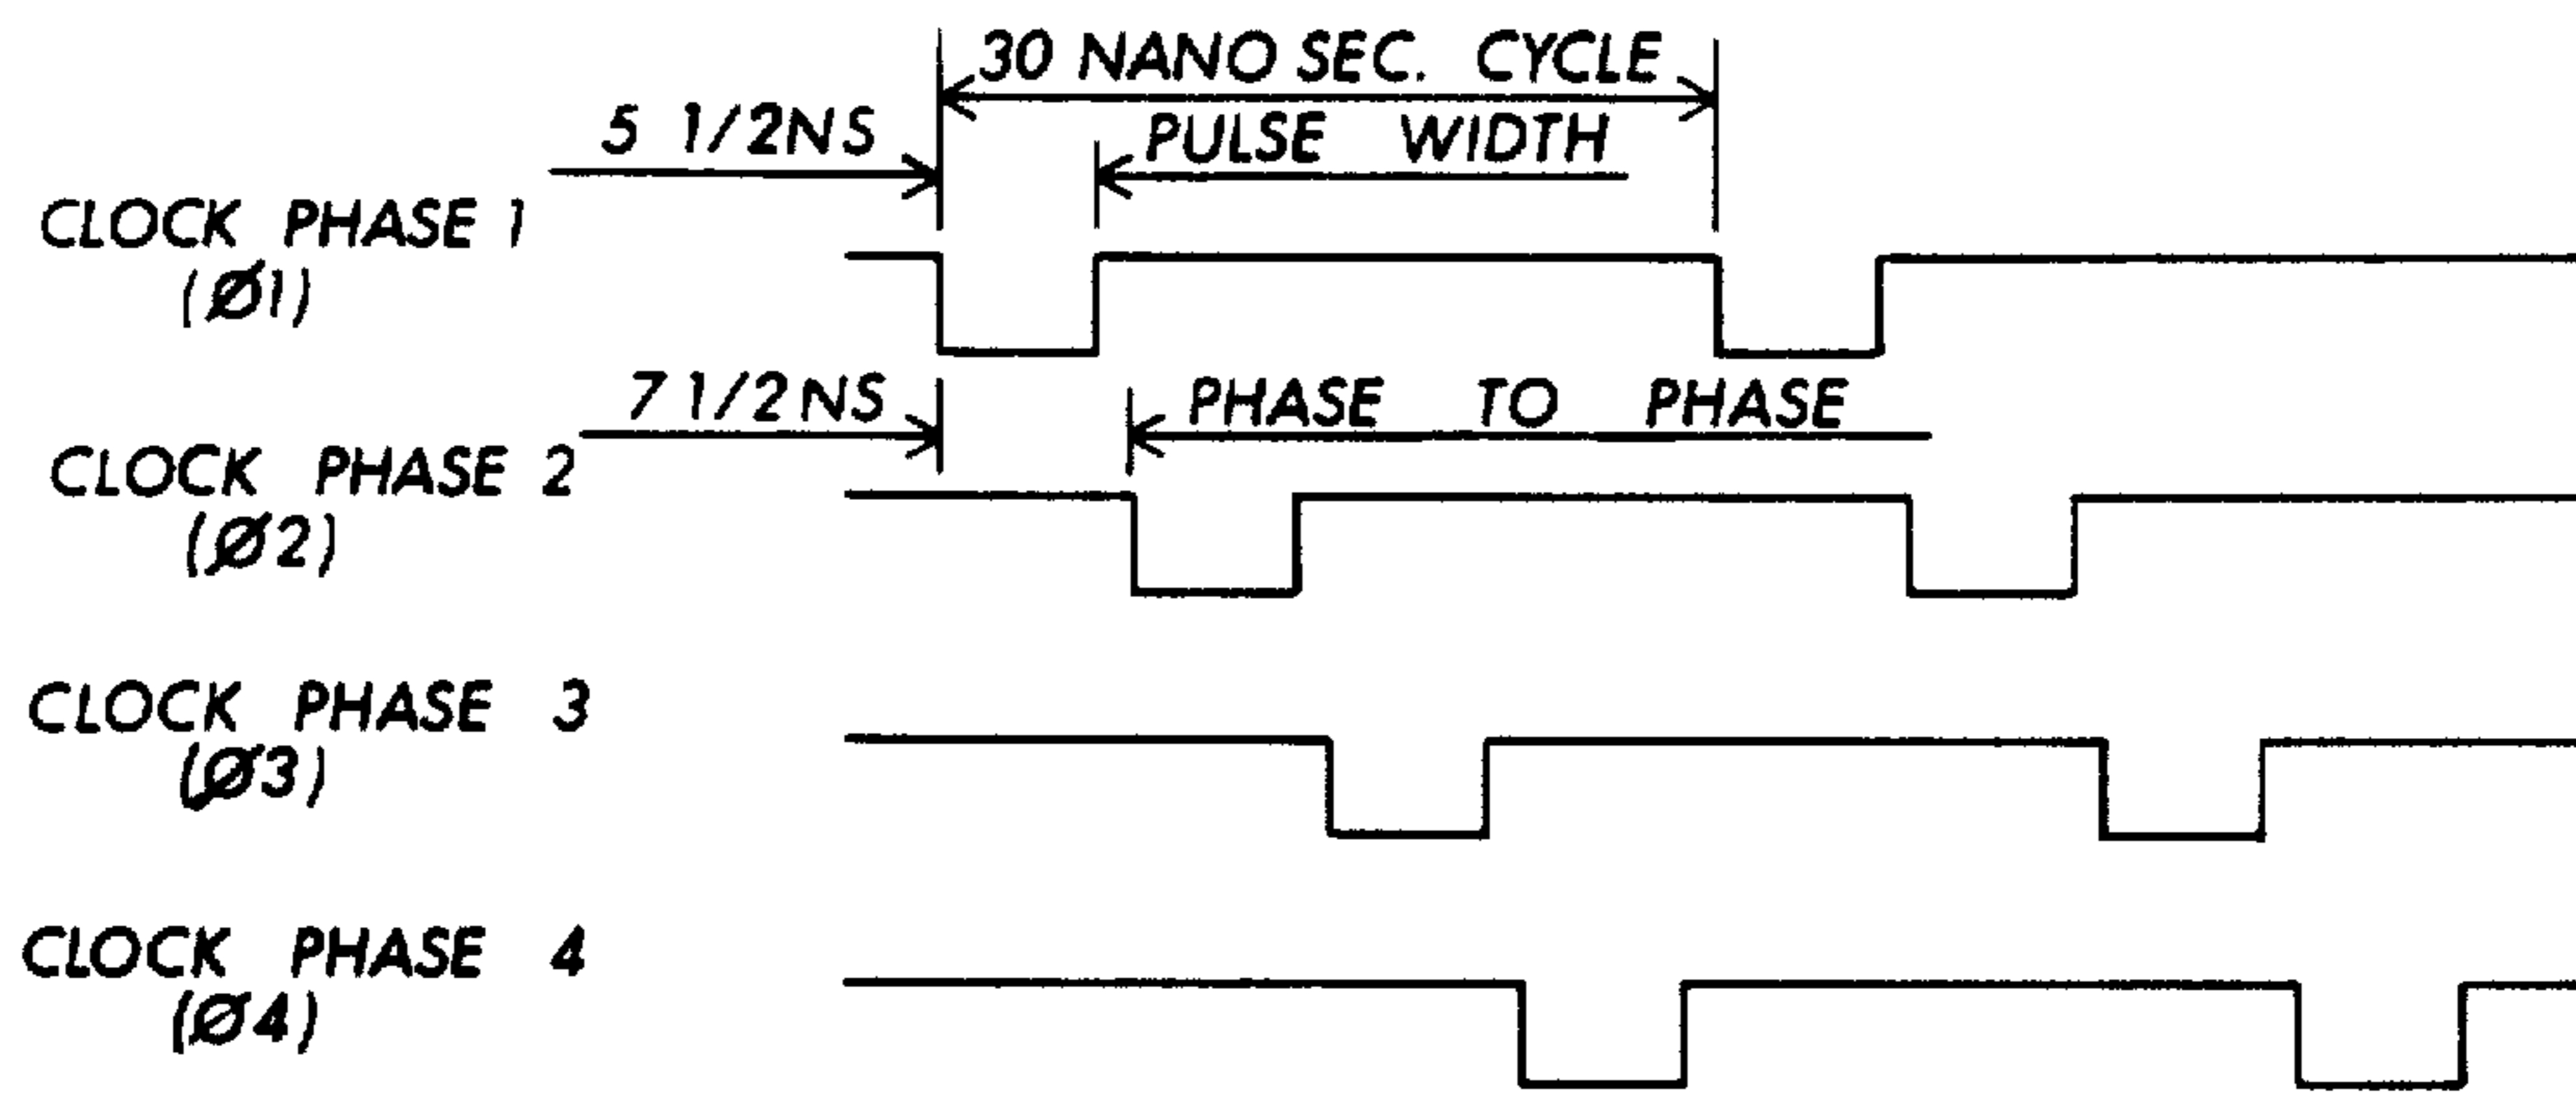 30 NANO SEC. CYCLE
5 1/2NS
PULSE WIDTH
CLOCK PHASE 1
(Ø1)
7 1/2NS
PHASE TO PHASE
CLOCK PHASE 2
(Ø2)
CLOCK PHASE 3
(Ø3)
CLOCK PHASE 4
(Ø4)